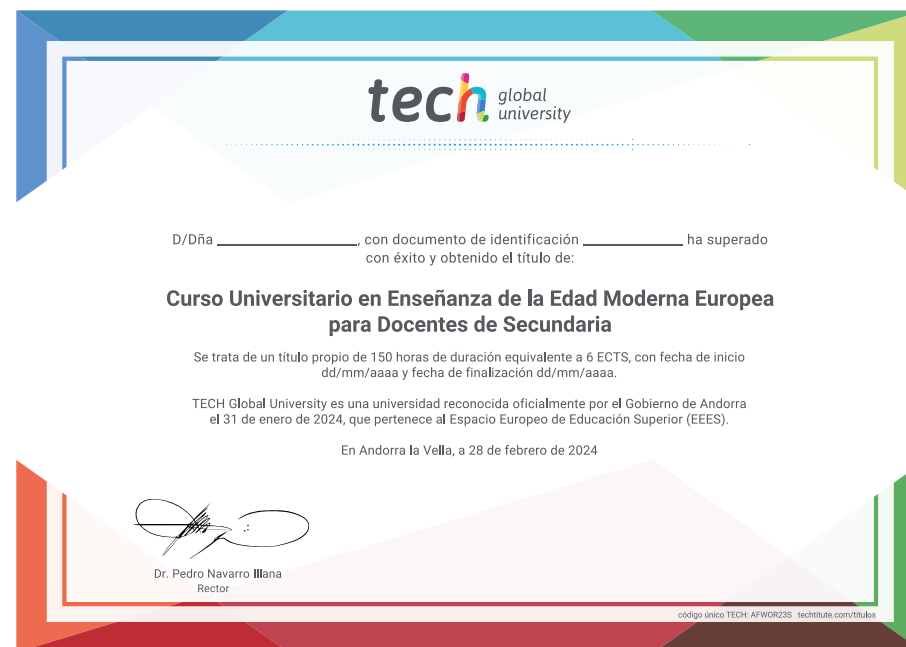 tech global university
D/Dña ____________________, con documento de identificación ______________ ha superado
con éxito y obtenido el título de:
Curso Universitario en Enseñanza de la Edad Moderna Europea
para Docentes de Secundaria
Se trata de un título propio de 150 horas de duración equivalente a 6 ECTS, con fecha de inicio
dd/mm/aaaa y fecha de finalización dd/mm/aaaa.
TECH Global University es una universidad reconocida oficialmente por el Gobierno de Andorra
el 31 de enero de 2024, que pertenece al Espacio Europeo de Educación Superior (EEES).
En Andorra la Vella, a 28 de febrero de 2024
Dr. Pedro Navarro Illana
Rector
código único TECH: AFWOR23S techtitute.com/titulos